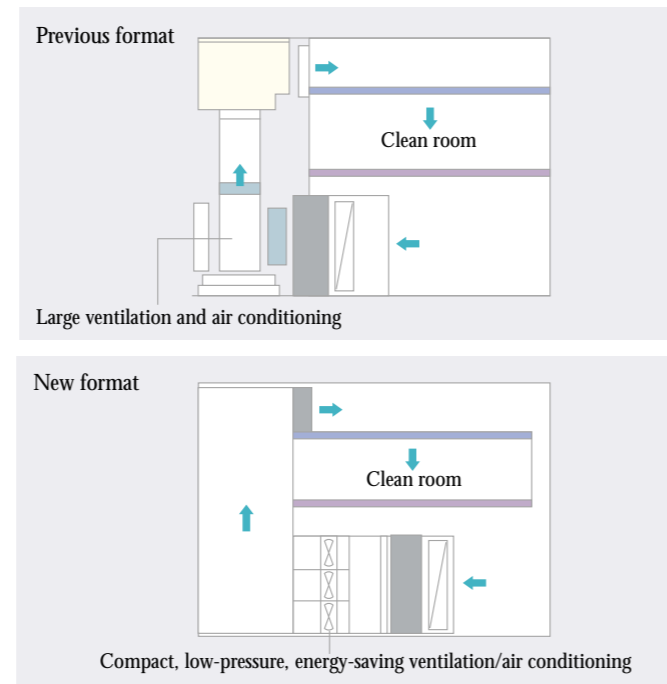 Previous format
Clean room
Large ventilation and air conditioning
New format
Clean room
Compact, low-pressure, energy-saving ventilation/air conditioning